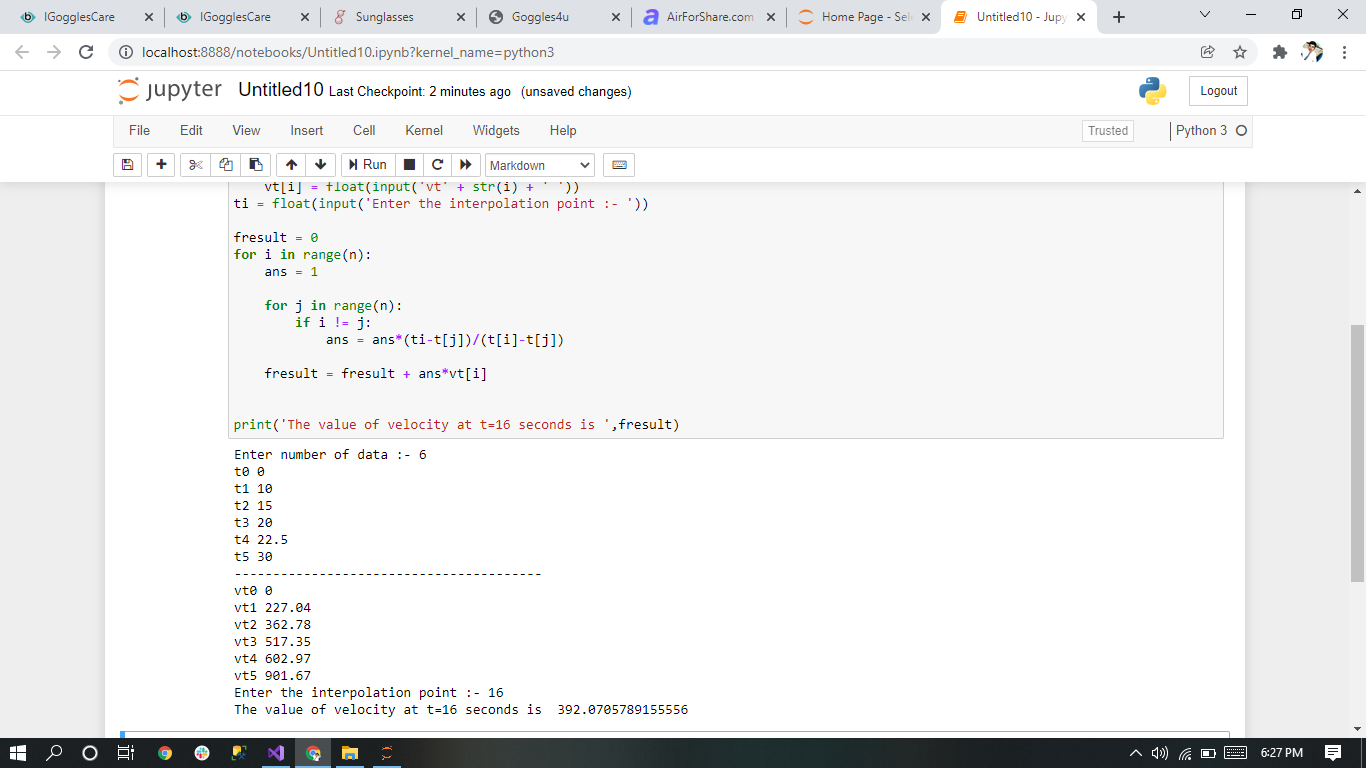 IGogglesCare
IGogglesCare
Sunglasses
Goggles4u
AirForShare.com
Home Page - Sel
Untitled10 - Jupy
localhost:8888/notebooks/Untitled10.ipynb?kernel_name=python3
jupyter Untitled10 Last Checkpoint: 2 minutes ago (unsaved changes)
Logout
File Edit View Insert Cell Kernel Widgets Help
Trusted
Python 3
Run
Markdown
vt[i] = float(input('vt' + str(i) + ' '))
ti = float(input('Enter the interpolation point :- '))
fresult = 0
for i in range(n):
ans = 1
for j in range(n):
if i != j:
ans = ans*(ti-t[j])/(t[i]-t[j])
fresult = fresult + ans*vt[i]
print('The value of velocity at t=16 seconds is ',fresult)
Enter number of data :- 6
t0 0
t1 10
t2 15
t3 20
t4 22.5
t5 30
----------------------------------------
vt0 0
vt1 227.04
vt2 362.78
vt3 517.35
vt4 602.97
vt5 901.67
Enter the interpolation point :- 16
The value of velocity at t=16 seconds is  392.0705789155556
6:27 PM